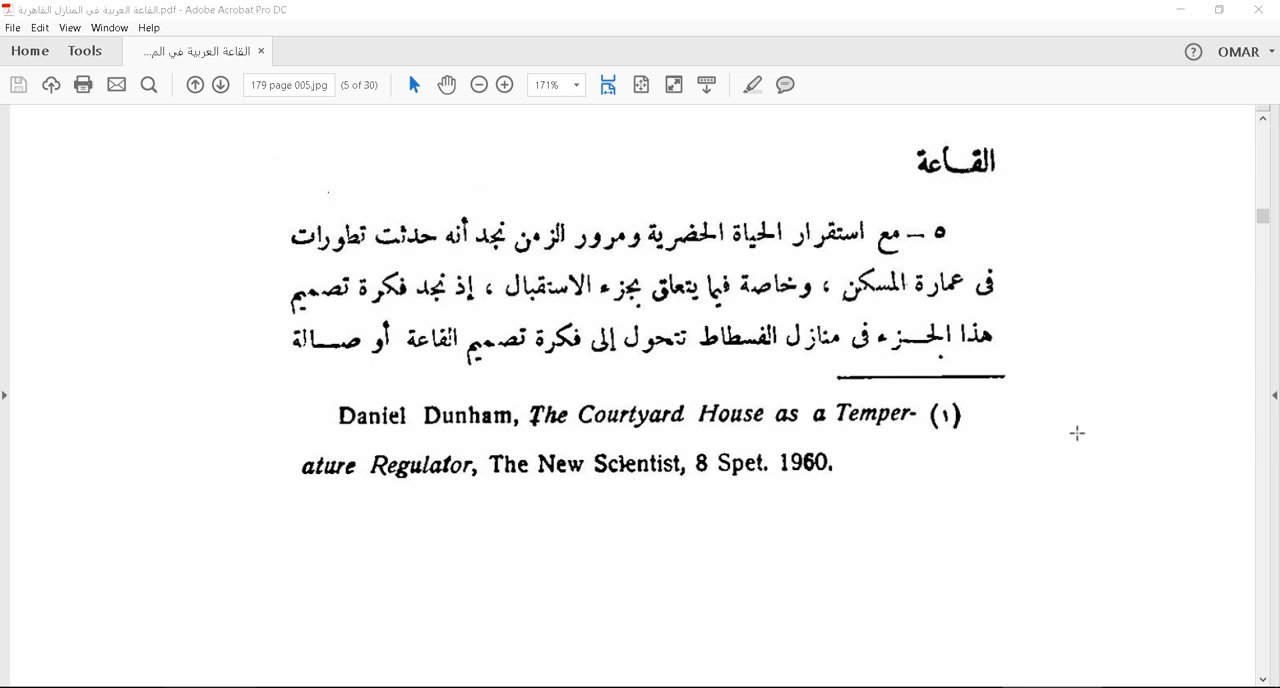 القاعة العربية في المنازل القاهرية.pdf - Adobe Acrobat Pro DC
File Edit View Window Help
Home Tools القاعة العربية في الم... × ? OMAR
179 page 005.jpg (5 of 30) 171%
القــاعة
٥ – مع استقرار الحياة الحضرية ومرور الزمن نجد أنه حدثت تطورات
فى عمارة المسكن ، وخاصة فيما يتعلق بجزء الاستقبال ، إذ نجد فكرة تصميم
هذا الجــزء فى منازل الفسطاط تتحول إلى فكرة تصميم القاعة أو صــالة
Daniel Dunham, The Courtyard House as a Temper- (١)
ature Regulator, The New Scientist, 8 Spet. 1960.